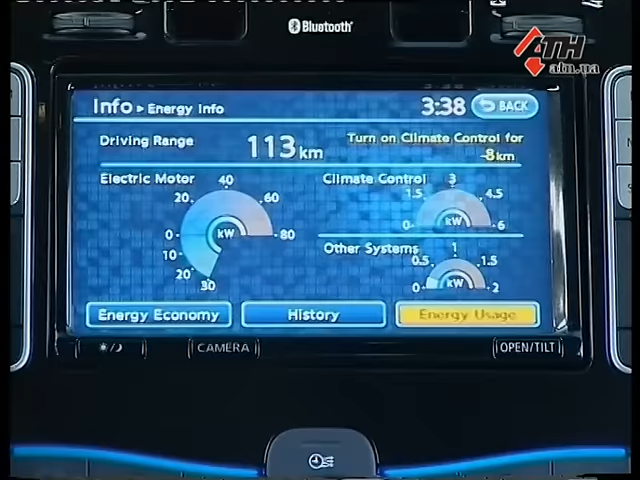 Bluetooth
ATH
atn.ua
Info ▸ Energy Info
3:38
BACK
Driving Range
113 km
Turn on Climate Control for
-8km
Electric Motor
40
20
60
0
kW
80
10
20
30
Climate Control
3
1.5
4.5
0
kW
6
Other Systems
1
0.5
1.5
0
kW
2
Energy Economy
History
Energy Usage
CAMERA
OPEN/TILT